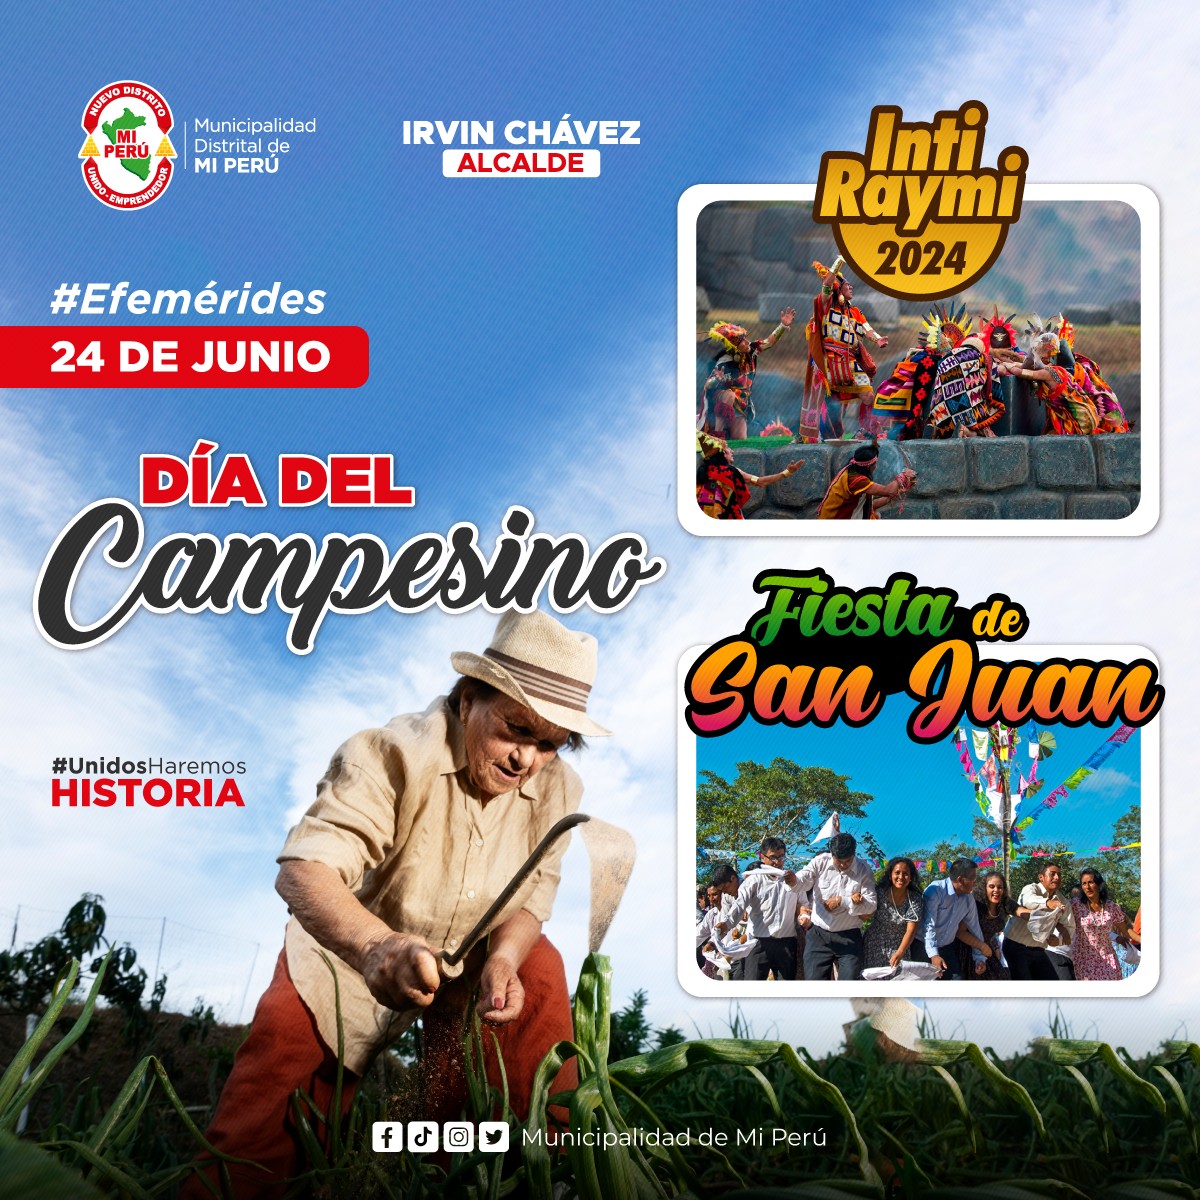 NUEVO DISTRITO
MI
PERÚ
UNIDO - EMPRENDEDOR
Municipalidad
Distrital de
MI PERÚ
IRVIN CHÁVEZ
ALCALDE
Inti
Raymi
2024
#Efemérides
24 DE JUNIO
DÍA DEL
Campesino
Fiesta de
San Juan
#UnidosHaremos
HISTORIA
Municipalidad de Mi Perú